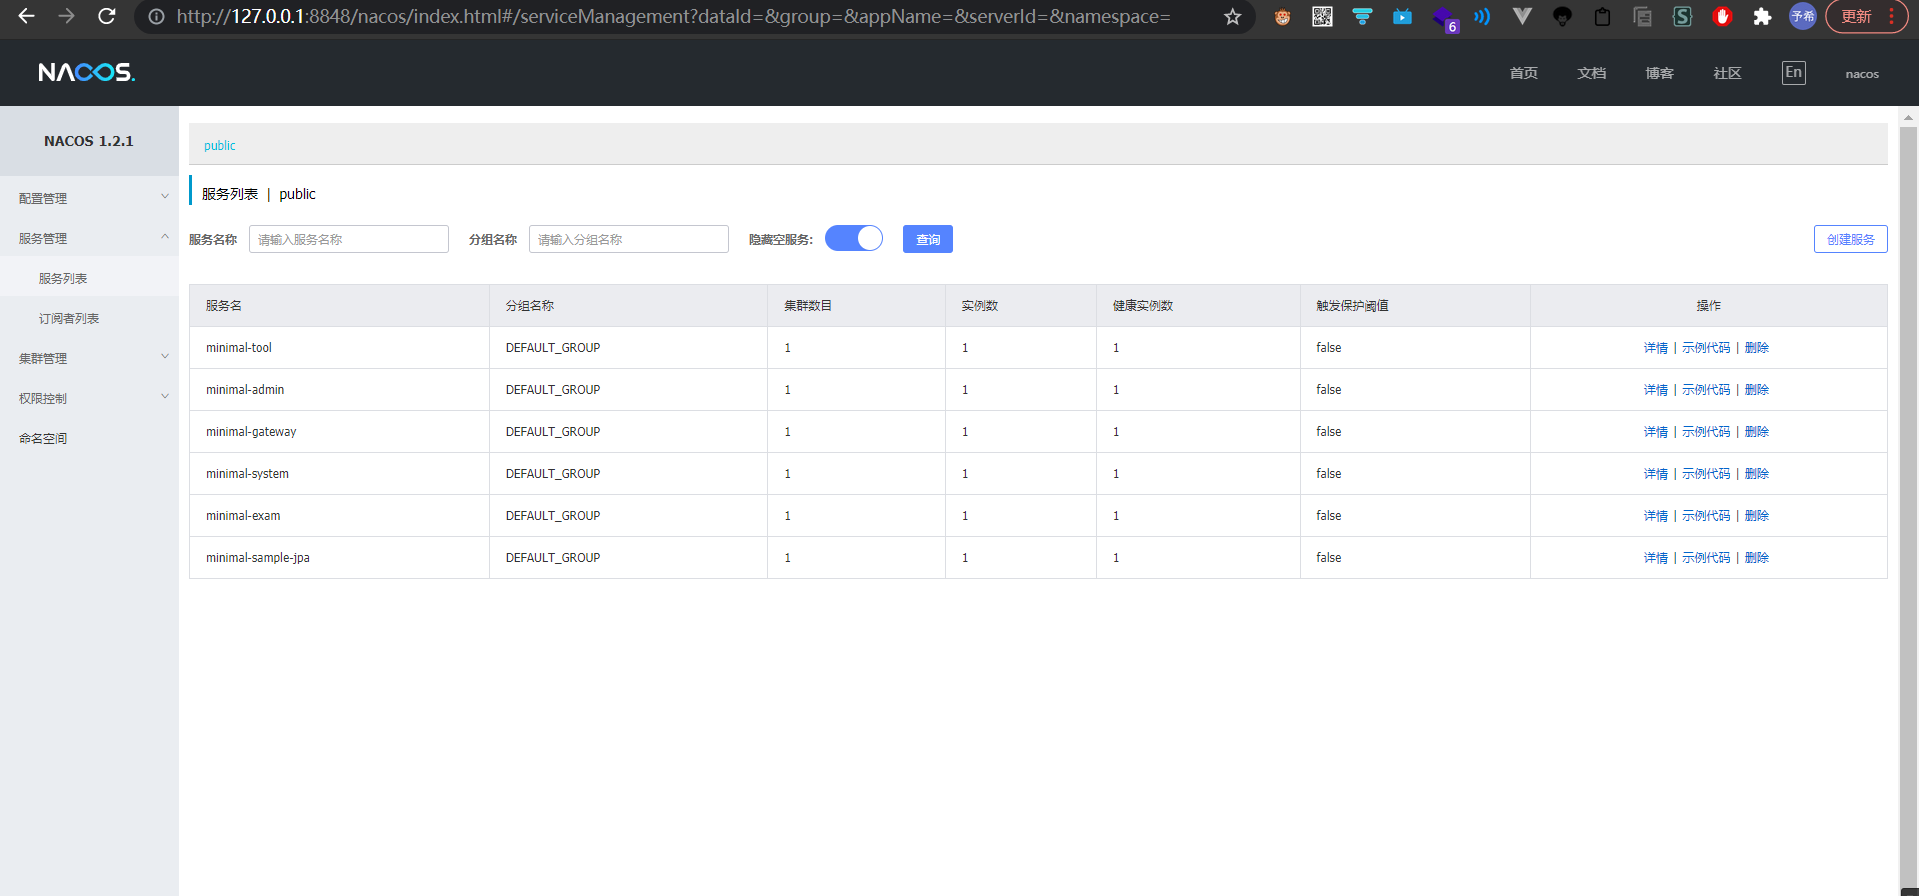 http://127.0.0.1:8848/nacos/index.html#/serviceManagement?dataId=&group=&appName=&serverId=&namespace=
6
予希
更新
NACOS.
首页 文档 博客 社区 En nacos
NACOS 1.2.1
配置管理
服务管理
服务列表
订阅者列表
集群管理
权限控制
命名空间
public
服务列表 | public
服务名称 请输入服务名称 分组名称 请输入分组名称 隐藏空服务: 查询 创建服务
服务名 分组名称 集群数目 实例数 健康实例数 触发保护阈值 操作
minimal-tool DEFAULT_GROUP 1 1 1 false 详情 | 示例代码 | 删除
minimal-admin DEFAULT_GROUP 1 1 1 false 详情 | 示例代码 | 删除
minimal-gateway DEFAULT_GROUP 1 1 1 false 详情 | 示例代码 | 删除
minimal-system DEFAULT_GROUP 1 1 1 false 详情 | 示例代码 | 删除
minimal-exam DEFAULT_GROUP 1 1 1 false 详情 | 示例代码 | 删除
minimal-sample-jpa DEFAULT_GROUP 1 1 1 false 详情 | 示例代码 | 删除